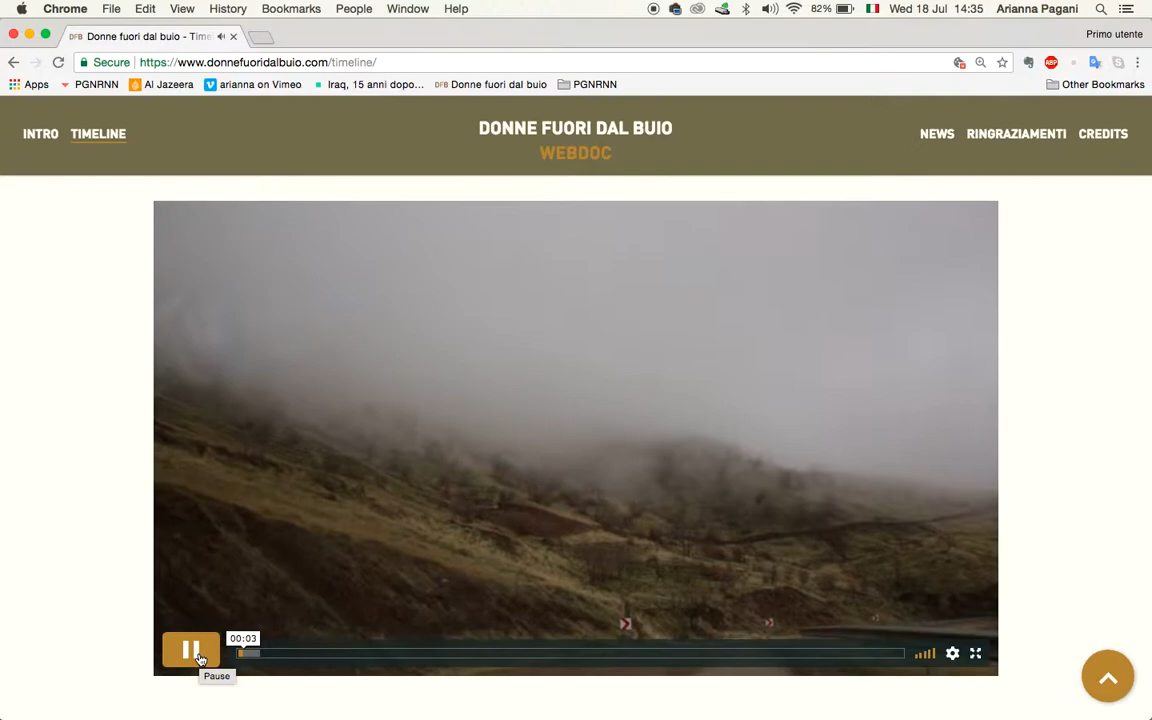 Chrome File Edit View History Bookmarks People Window Help 82% Wed 18 Jul 14:35 Arianna Pagani
DFB Donne fuori dal buio - Time
Primo utente
Secure https://www.donnefuoridalbuio.com/timeline/ ABP
Apps PGNRNN Al Jazeera arianna on Vimeo Iraq, 15 anni dopo... DFB Donne fuori dal buio PGNRNN Other Bookmarks
INTRO TIMELINE DONNE FUORI DAL BUIO NEWS RINGRAZIAMENTI CREDITS
WEBDOC
00:03
Pause